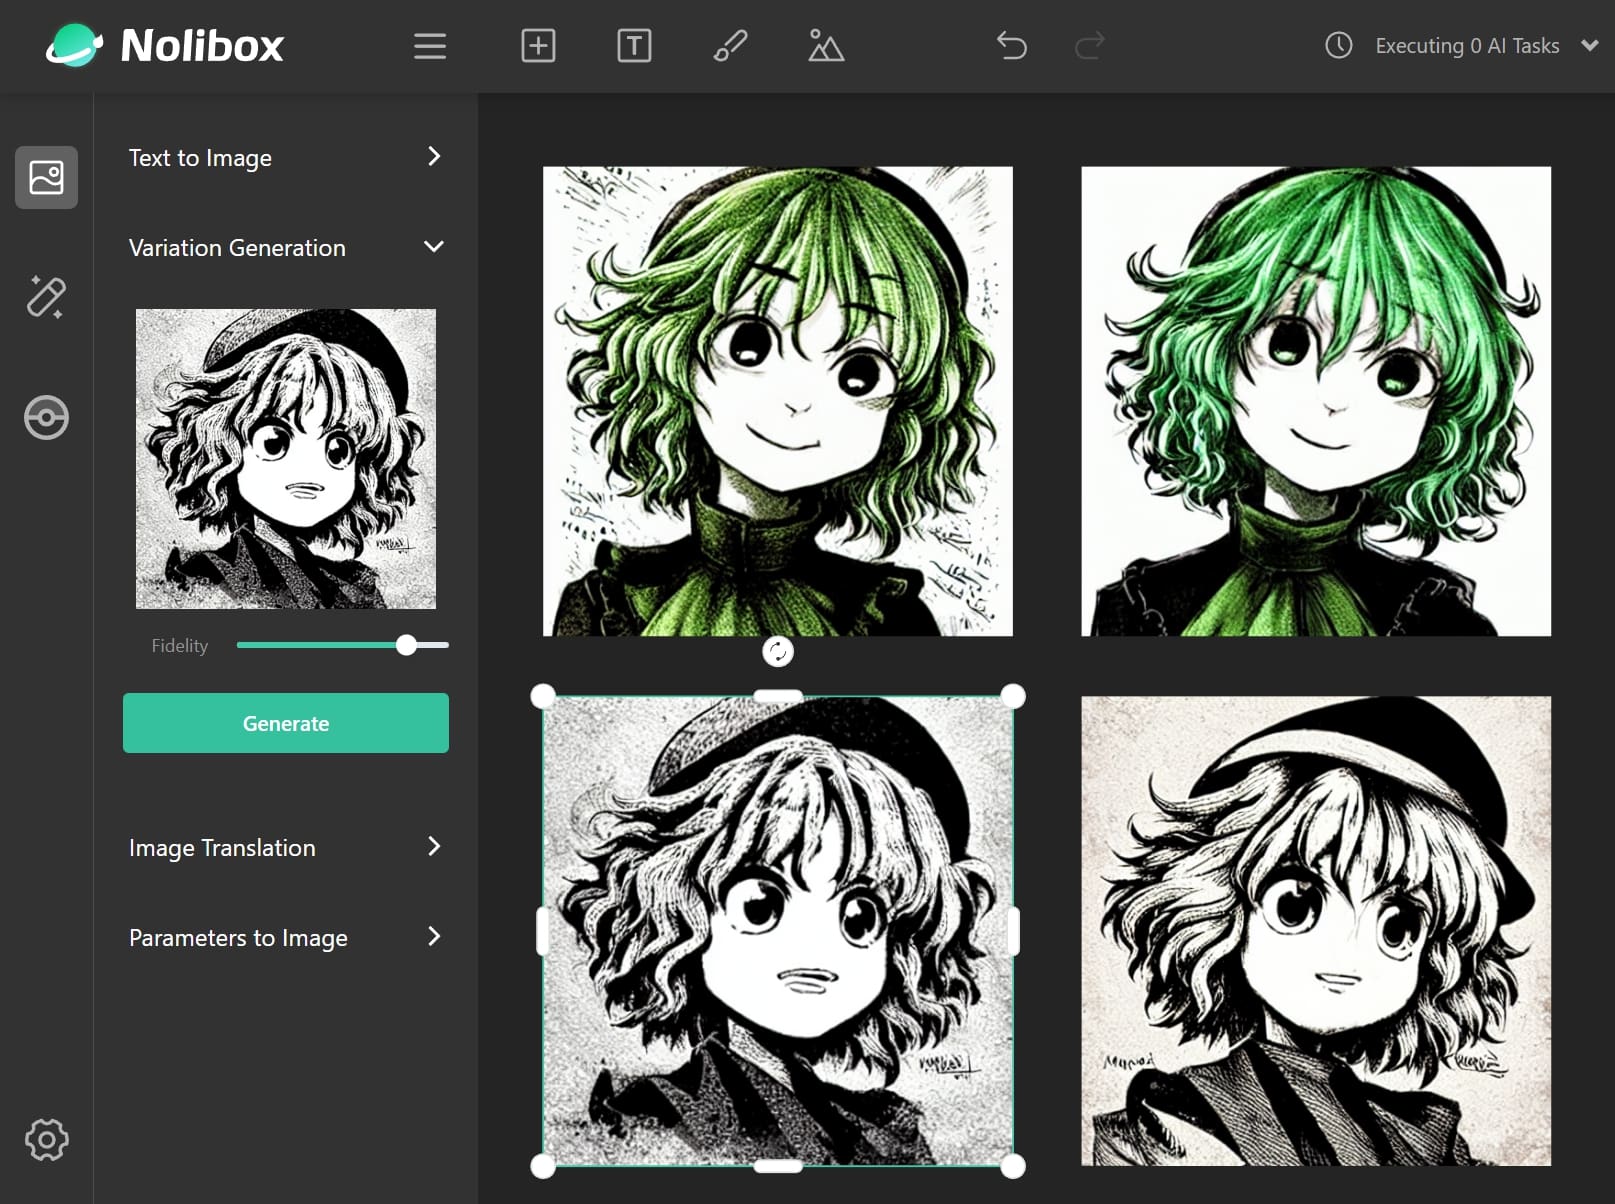 Nolibox
T
Executing 0 AI Tasks
Text to Image
Variation Generation
Fidelity
Generate
Image Translation
Parameters to Image